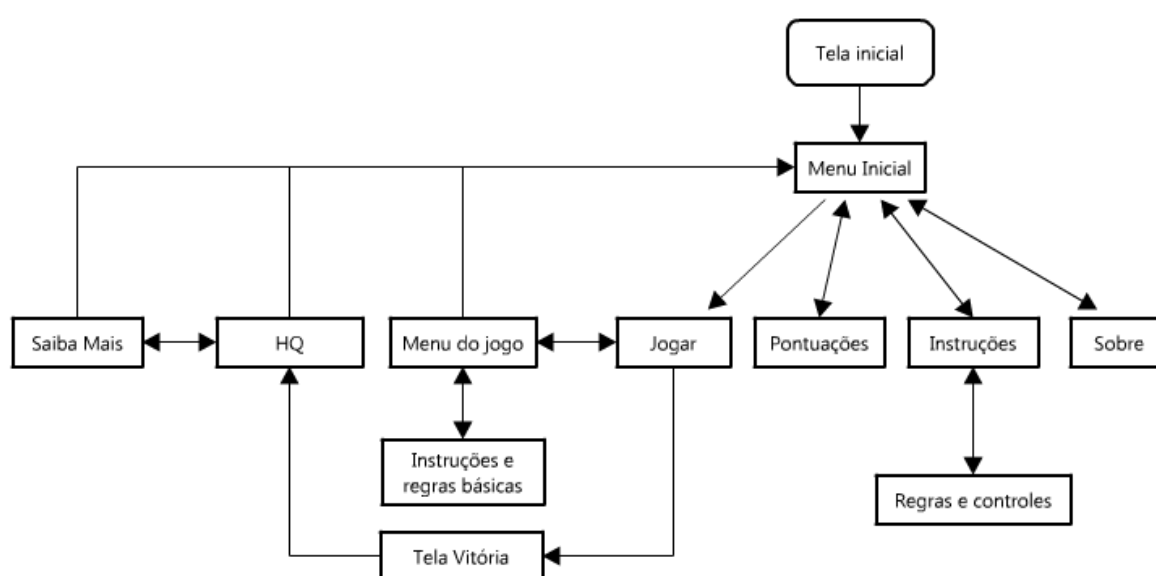 Tela inicial
Menu Inicial
Saiba Mais
HQ
Menu do jogo
Jogar
Pontuações
Instruções
Sobre
Instruções e
regras básicas
Regras e controles
Tela Vitória